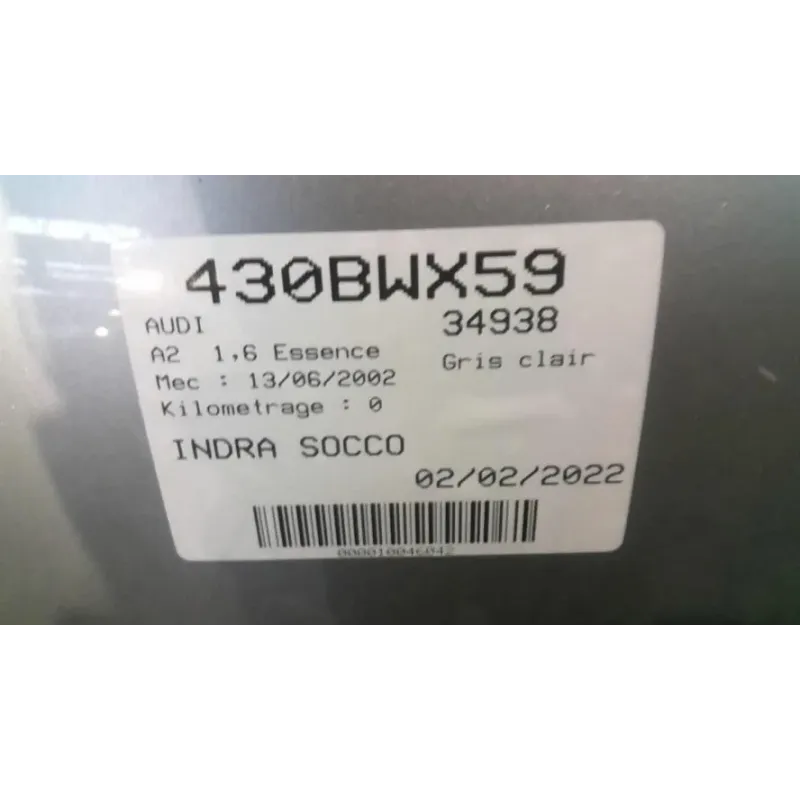 430BWX59
AUDI 34938
A2 1,6 Essence Gris clair
Mec : 13/06/2002
Kilometrage : 0
INDRA SOCCO
02/02/2022
000010046042